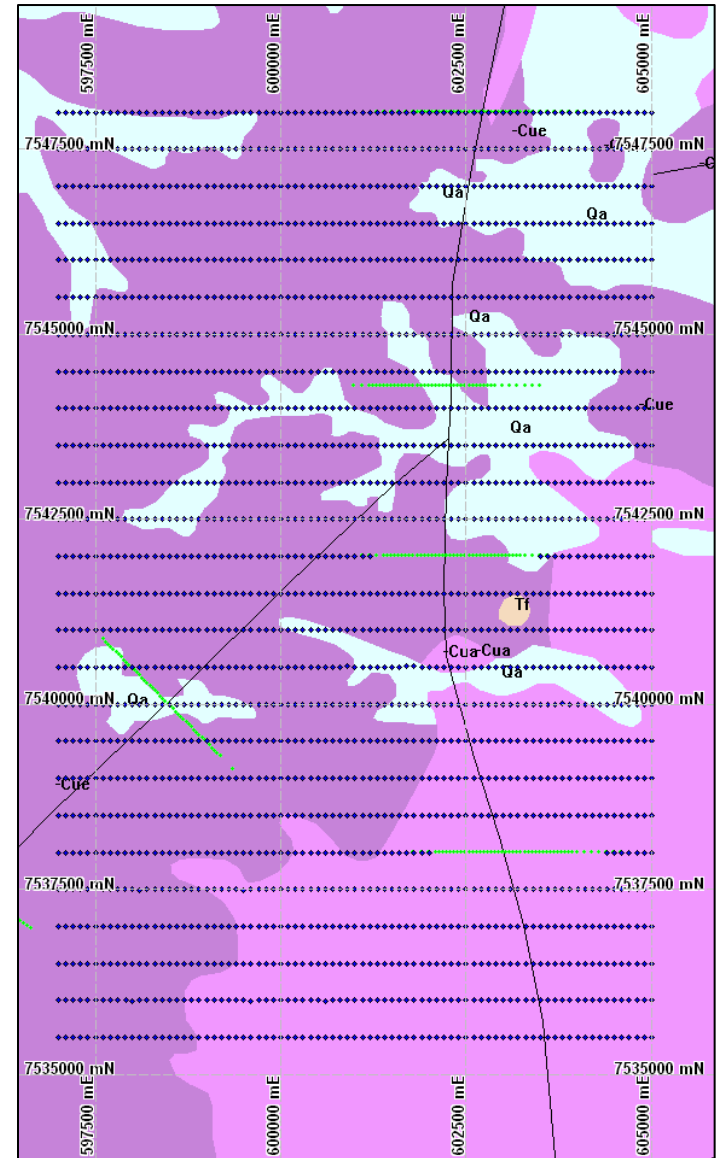 597500 mE
600000 mE
602500 mE
605000 mE
-Cue
7547500 mN
7547500 mN
Qa
Qa
Qa
7545000 mN
7545000 mN
-Cue
Qa
7542500 mN
7542500 mN
Tf
-Cua
-Cua
Qa
7540000 mN
Qa
7540000 mN
-Cue
7537500 mN
7537500 mN
7535000 mN
7535000 mN
597500 mE
600000 mE
602500 mE
605000 mE